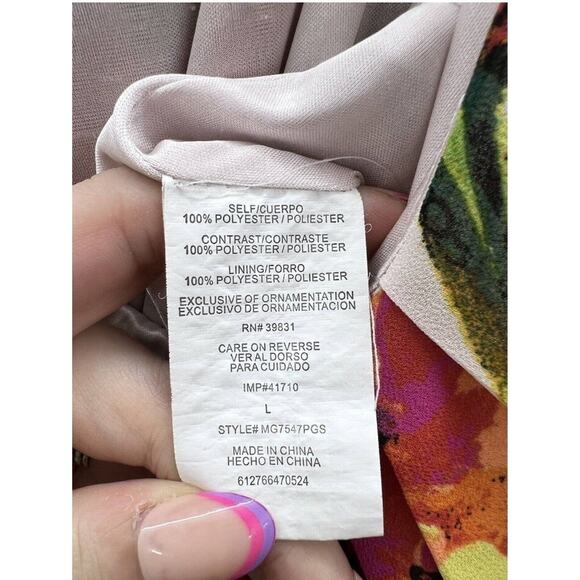 SELF/CUERPO
100% POLYESTER / POLIESTER
CONTRAST/CONTRASTE
100% POLYESTER / POLIESTER
LINING/FORRO
100% POLYESTER / POLIESTER
EXCLUSIVE OF ORNAMENTATION
EXCLUSIVO DE ORNAMENTACION
RN# 39831
CARE ON REVERSE
VER AL DORSO
PARA CUIDADO
IMP#41710
L
STYLE# MG7547PGS
MADE IN CHINA
HECHO EN CHINA
612766470524